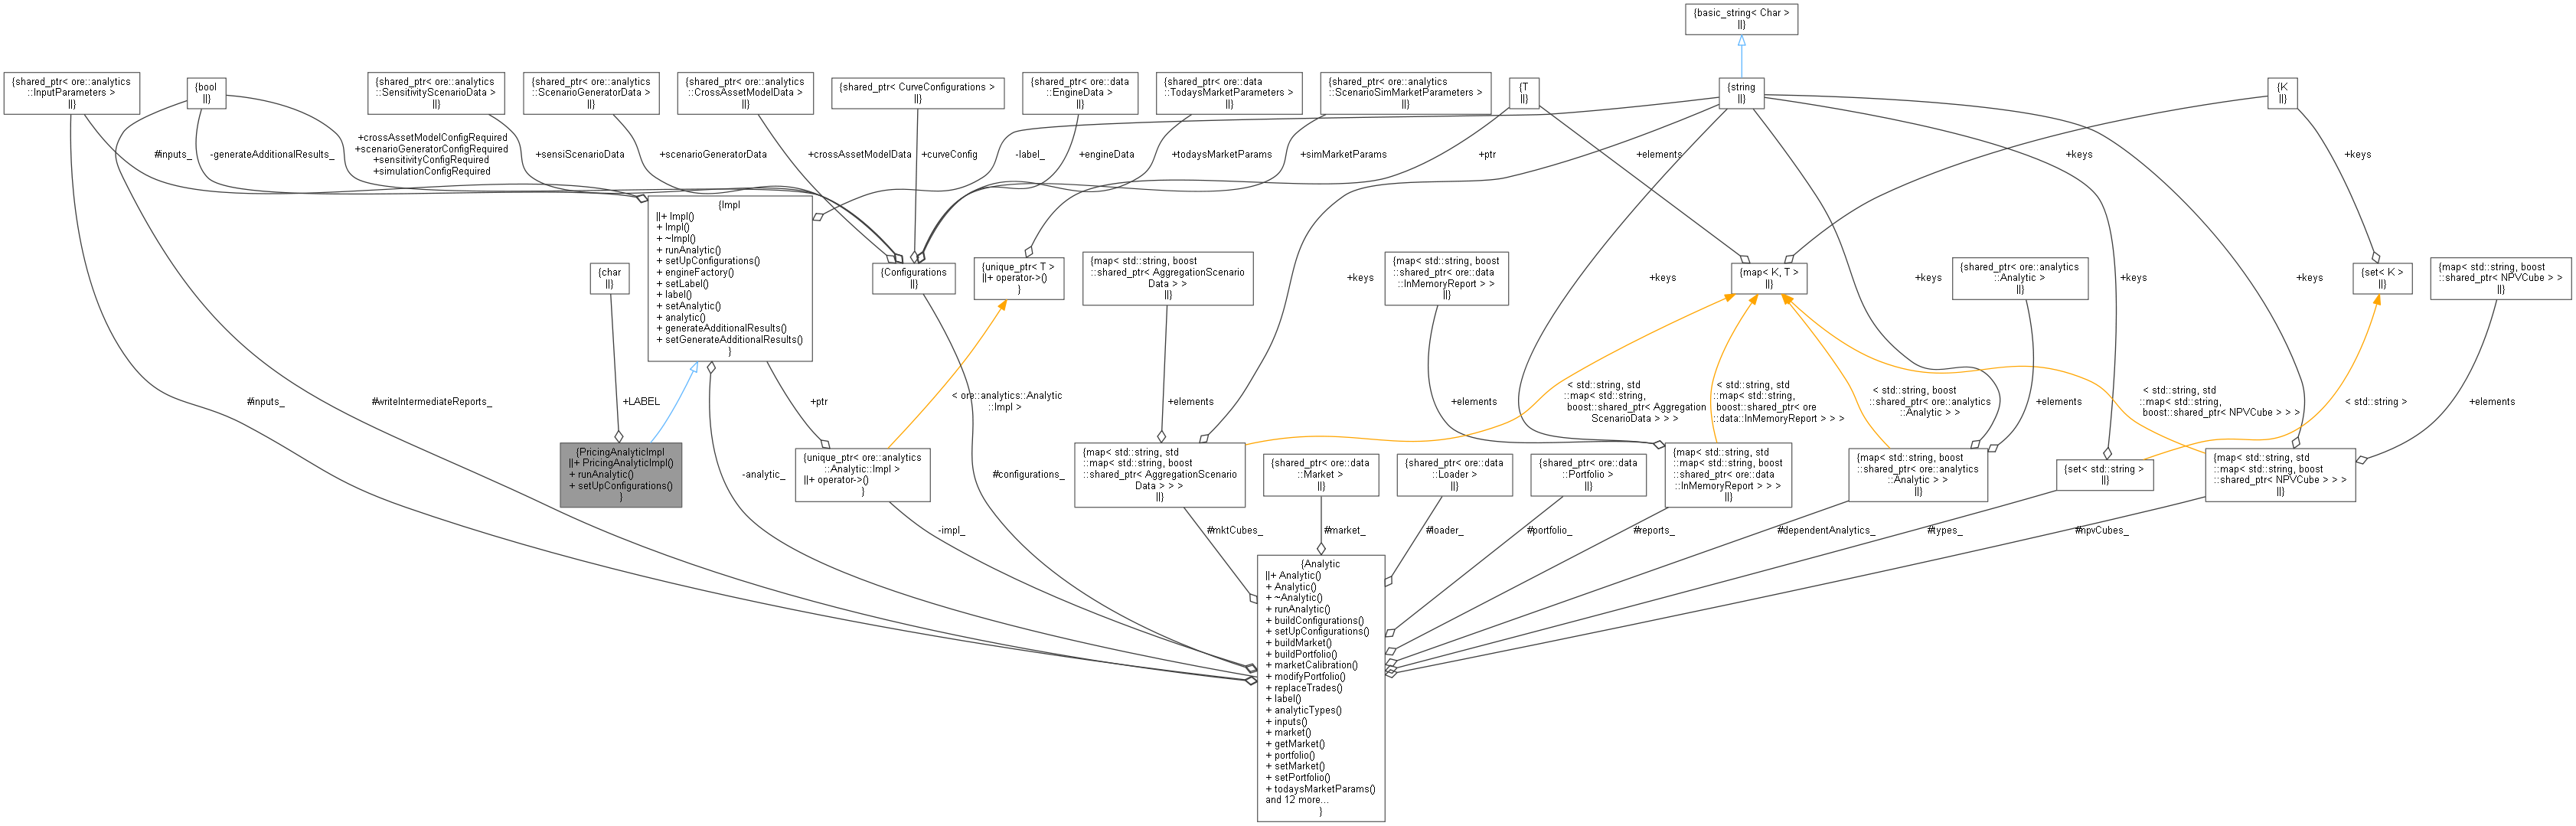 {basic_string< Char >
||}
{shared_ptr< ore::analytics
::InputParameters >
||}
{bool
||}
{shared_ptr< ore::analytics
::SensitivityScenarioData >
||}
{shared_ptr< ore::analytics
::ScenarioGeneratorData >
||}
{shared_ptr< ore::analytics
::CrossAssetModelData >
||}
{shared_ptr< CurveConfigurations >
||}
{shared_ptr< ore::data
::EngineData >
||}
{shared_ptr< ore::data
::TodaysMarketParameters >
||}
{shared_ptr< ore::analytics
::ScenarioSimMarketParameters >
||}
{T
||}
{string
||}
{K
||}
#inputs_
-generateAdditionalResults_
+crossAssetModelConfigRequired
+scenarioGeneratorConfigRequired
+sensitivityConfigRequired
+simulationConfigRequired
+sensiScenarioData
+scenarioGeneratorData
+crossAssetModelData
+curveConfig
-label_
+engineData
+todaysMarketParams
+simMarketParams
+ptr
+elements
+keys
+keys
{Impl
||+ Impl()
+ Impl()
+ ~Impl()
+ runAnalytic()
+ setUpConfigurations()
+ engineFactory()
+ setLabel()
+ label()
+ setAnalytic()
+ analytic()
+ generateAdditionalResults()
+ setGenerateAdditionalResults()
}
{char
||}
{Configurations
||}
{unique_ptr< T >
||+ operator->()
}
{map< std::string, boost
::shared_ptr< AggregationScenario
Data > >
||}
+keys
{map< std::string, boost
::shared_ptr< ore::data
::InMemoryReport > >
||}
+keys
{map< K, T >
||}
+keys
{shared_ptr< ore::analytics
::Analytic >
||}
+keys
+keys
{set< K >
||}
{map< std::string, boost
::shared_ptr< NPVCube > >
||}
#inputs_
#writeIntermediateReports_
+LABEL
+ptr
< ore::analytics::Analytic
::Impl >
+elements
+elements
< std::string, std
::map< std::string,
boost::shared_ptr< Aggregation
ScenarioData > > >
< std::string, std
::map< std::string,
boost::shared_ptr< ore
::data::InMemoryReport > > >
< std::string, boost
::shared_ptr< ore::analytics
::Analytic > >
+elements
< std::string, std
::map< std::string,
boost::shared_ptr< NPVCube > > >
< std::string >
+elements
{PricingAnalyticImpl
||+ PricingAnalyticImpl()
+ runAnalytic()
+ setUpConfigurations()
}
-analytic_
{unique_ptr< ore::analytics
::Analytic::Impl >
||+ operator->()
}
#configurations_
{map< std::string, std
::map< std::string, boost
::shared_ptr< AggregationScenario
Data > > >
||}
{shared_ptr< ore::data
::Market >
||}
{shared_ptr< ore::data
::Loader >
||}
{shared_ptr< ore::data
::Portfolio >
||}
{map< std::string, std
::map< std::string, boost
::shared_ptr< ore::data
::InMemoryReport > > >
||}
{map< std::string, boost
::shared_ptr< ore::analytics
::Analytic > >
||}
{set< std::string >
||}
{map< std::string, std
::map< std::string, boost
::shared_ptr< NPVCube > > >
||}
-impl_
#mktCubes_
#market_
#loader_
#portfolio_
#reports_
#dependentAnalytics_
#types_
#npvCubes_
{Analytic
||+ Analytic()
+ Analytic()
+ ~Analytic()
+ runAnalytic()
+ buildConfigurations()
+ setUpConfigurations()
+ buildMarket()
+ buildPortfolio()
+ marketCalibration()
+ modifyPortfolio()
+ replaceTrades()
+ label()
+ analyticTypes()
+ inputs()
+ market()
+ getMarket()
+ portfolio()
+ setMarket()
+ setPortfolio()
+ todaysMarketParams()
and 12 more...
}